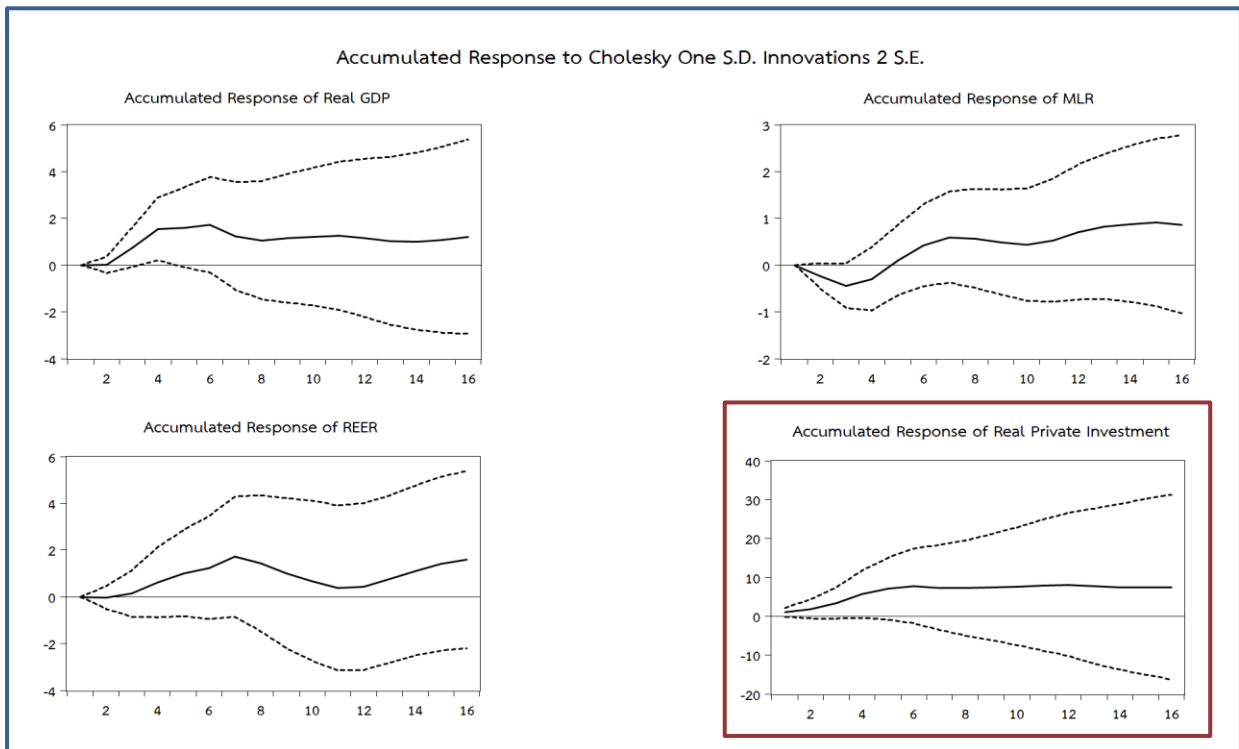 Accumulated Response to Cholesky One S.D. Innovations 2 S.E.
Accumulated Response of Real GDP
6
4
2
0
-2
-4
2 4 6 8 10 12 14 16
Accumulated Response of MLR
3
2
1
0
-1
-2
2 4 6 8 10 12 14 16
Accumulated Response of REER
6
4
2
0
-2
-4
2 4 6 8 10 12 14 16
Accumulated Response of Real Private Investment
40
30
20
10
0
-10
-20
2 4 6 8 10 12 14 16